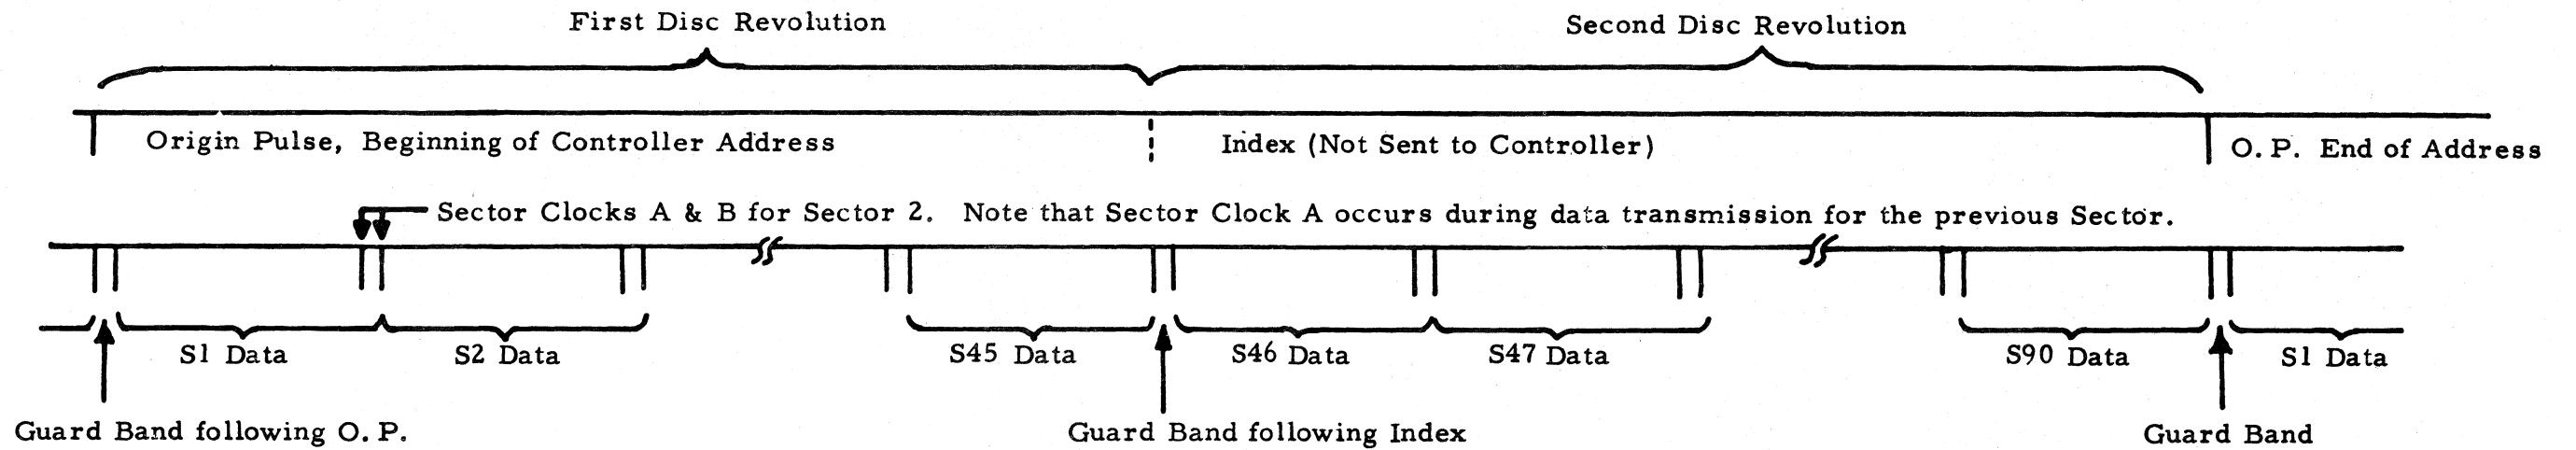 First Disc Revolution
Second Disc Revolution
Origin Pulse, Beginning of Controller Address
Index (Not Sent to Controller)
O. P. End of Address
Sector Clocks A & B for Sector 2. Note that Sector Clock A occurs during data transmission for the previous Sector.
S1 Data
S2 Data
S45 Data
S46 Data
S47 Data
S90 Data
S1 Data
Guard Band following O. P.
Guard Band following Index
Guard Band